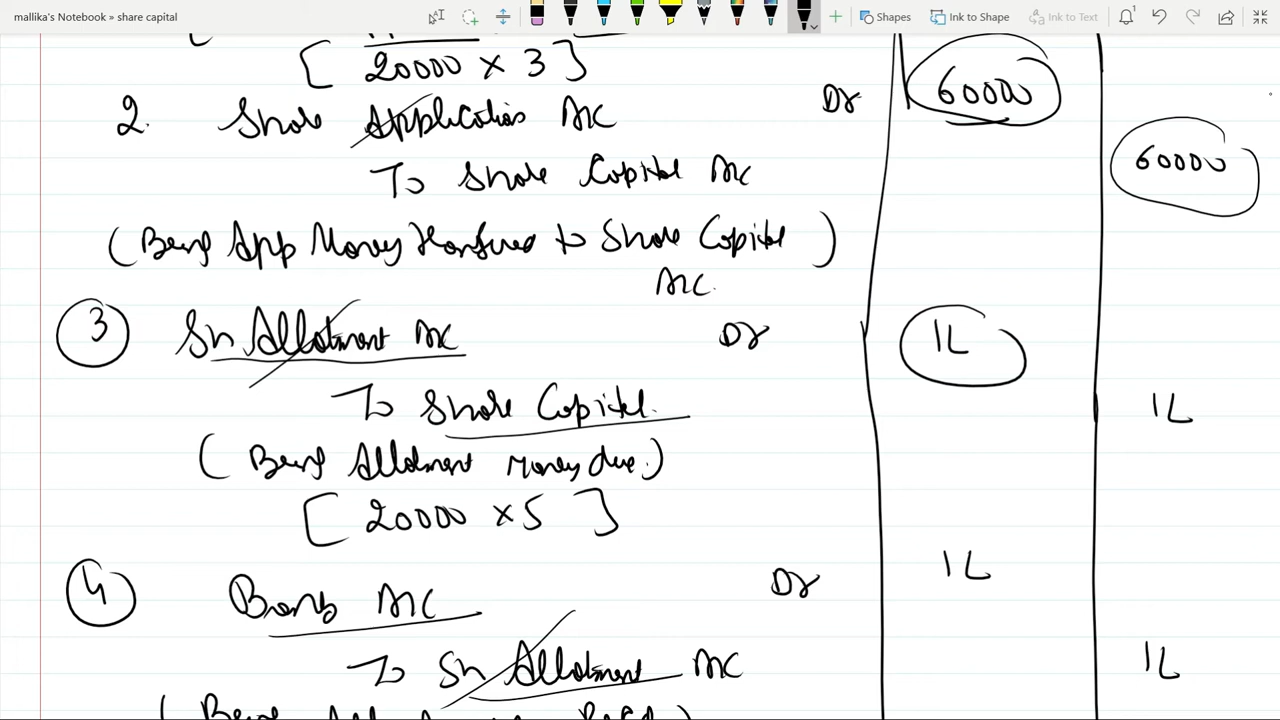 mallika's Notebook » share capital
Shapes Ink to Shape Ink to Text
[ 20000 × 3 ]
2. Share Application A/C Dr 60000
To Share Capital A/C 60000
( Being App Money transfered to Share Capital )
A/C.
3 Sh Allotment A/C Dr 1L
To Share Capital. 1L
( Being Allotment Money due. )
[ 20000 × 5 ]
4 Bank A/C Dr 1L
To Sh Allotment A/C 1L
( Being